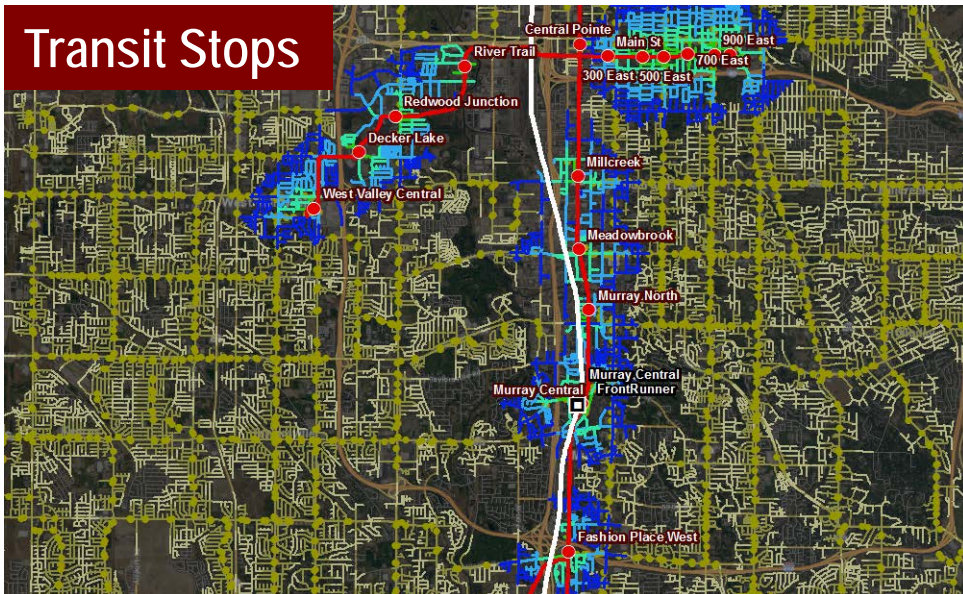 Transit Stops
Central Pointe
River Trail
Main St
900 East
700 East
300 East
500 East
Redwood Junction
Decker Lake
Millcreek
West Valley Central
Meadowbrook
Murray North
Murray Central
FrontRunner
Murray Central
Fashion Place West